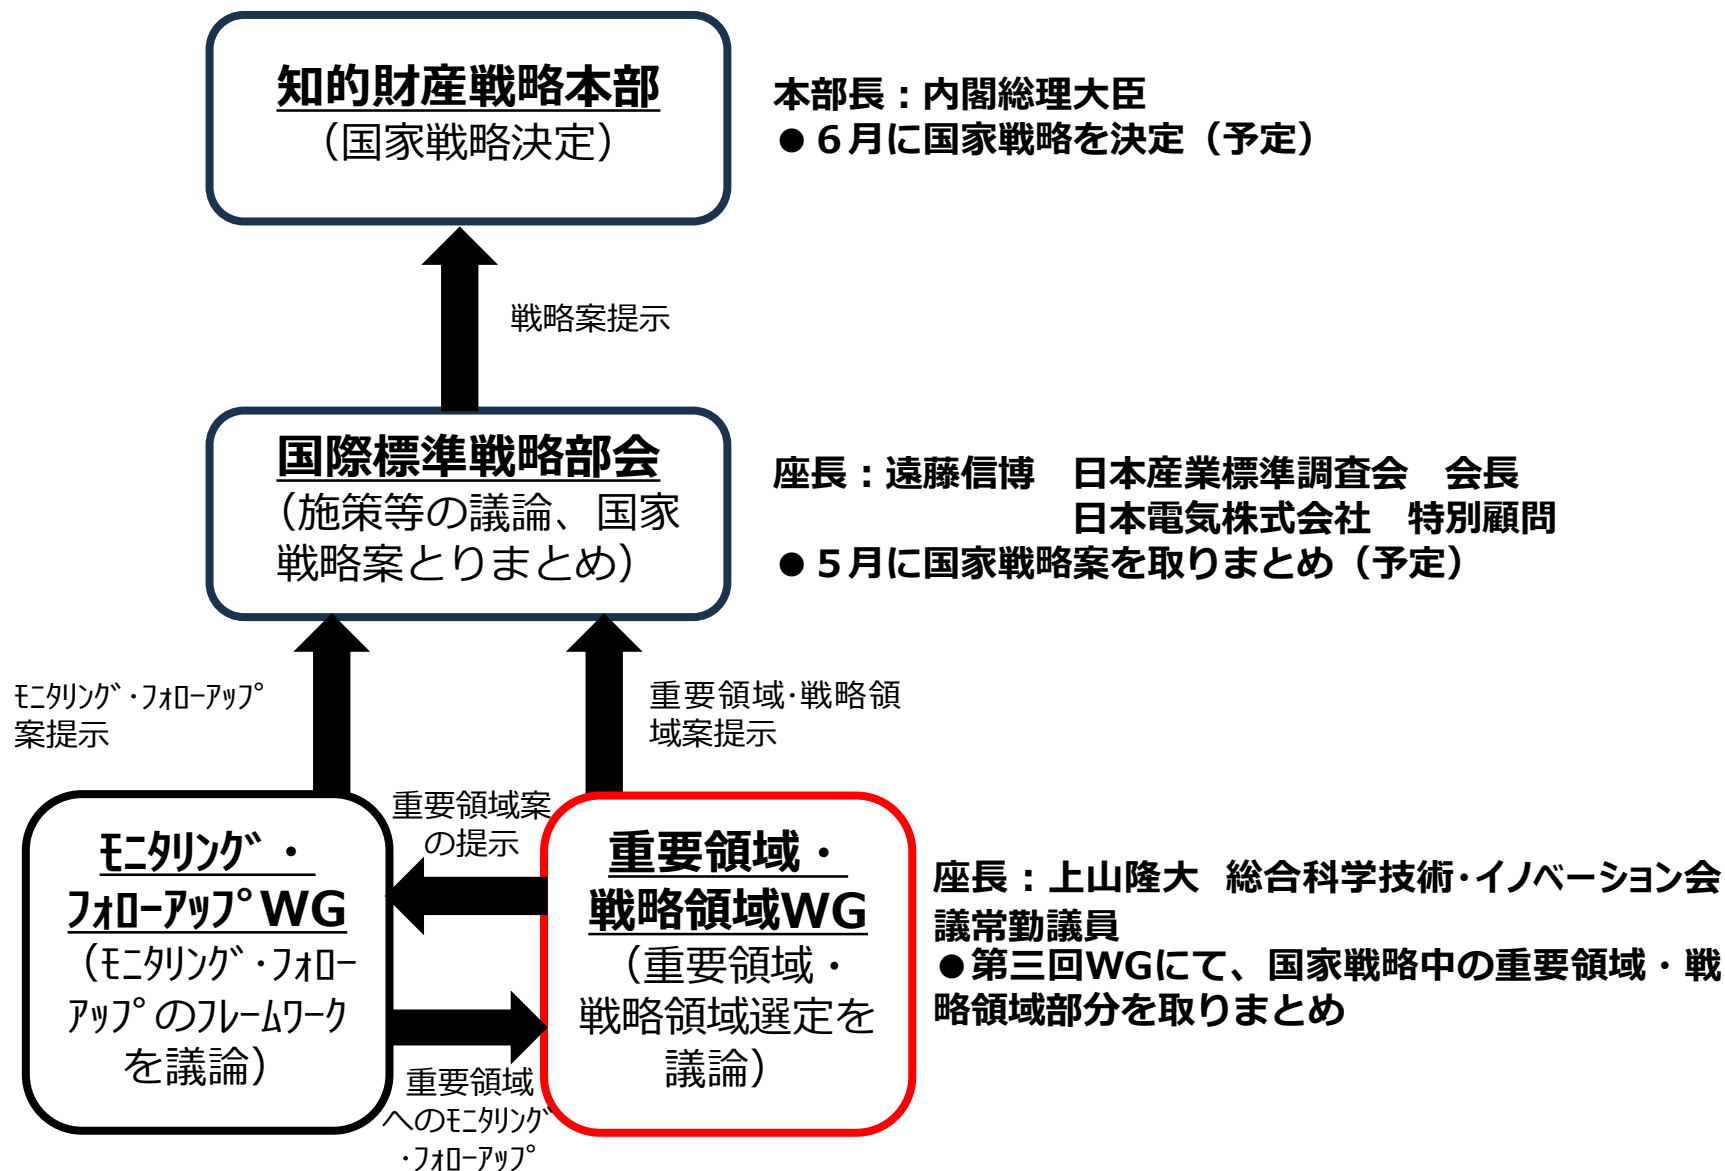 知的財産戦略本部
（国家戦略決定）
本部長：内閣総理大臣
●６月に国家戦略を決定（予定）
戦略案提示
国際標準戦略部会
（施策等の議論、国家
戦略案とりまとめ）
座長：遠藤信博　日本産業標準調査会　会長
日本電気株式会社　特別顧問
●５月に国家戦略案を取りまとめ（予定）
ﾓﾆﾀﾘﾝｸﾞ･ﾌｫﾛｰｱｯﾌﾟ
案提示
重要領域･戦略領
域案提示
重要領域案
の提示
ﾓﾆﾀﾘﾝｸﾞ・
ﾌｫﾛｰｱｯﾌﾟWG
（ﾓﾆﾀﾘﾝｸﾞ･ﾌｫﾛｰ
ｱｯﾌﾟのﾌﾚｰﾑﾜｰｸ
を議論）
重要領域・
戦略領域WG
（重要領域・
戦略領域選定を
議論）
座長：上山隆大 総合科学技術･ｲﾉﾍﾞｰｼｮﾝ会
議常勤議員
●第三回WGにて、国家戦略中の重要領域・戦
略領域部分を取りまとめ
重要領域
へのﾓﾆﾀﾘﾝｸﾞ
･ﾌｫﾛｰｱｯﾌﾟ